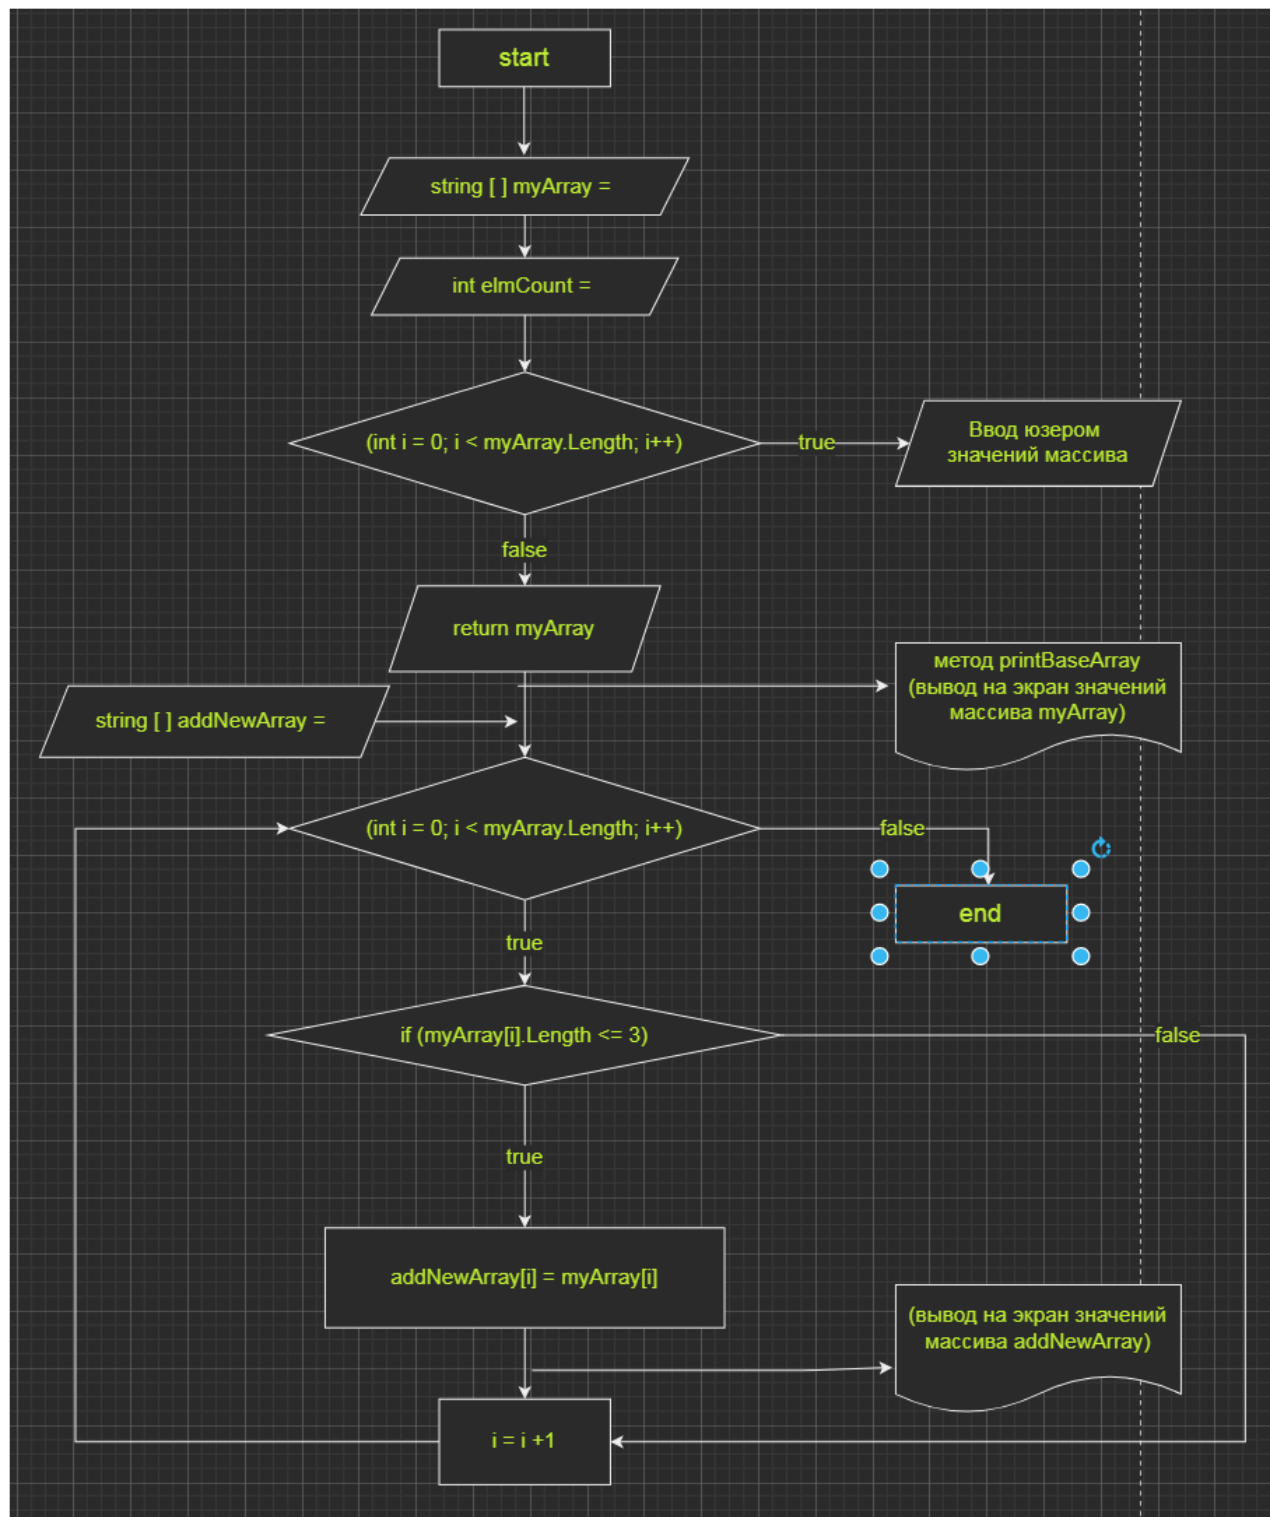 start
string [ ] myArray =
int elmCount =
(int i = 0; i < myArray.Length; i++)
true
Ввод юзером
значений массива
false
return myArray
метод printBaseArray
(вывод на экран значений
массива myArray)
string [ ] addNewArray =
(int i = 0; i < myArray.Length; i++)
false
end
true
if (myArray[i].Length <= 3)
false
true
addNewArray[i] = myArray[i]
(вывод на экран значений
массива addNewArray)
i = i +1